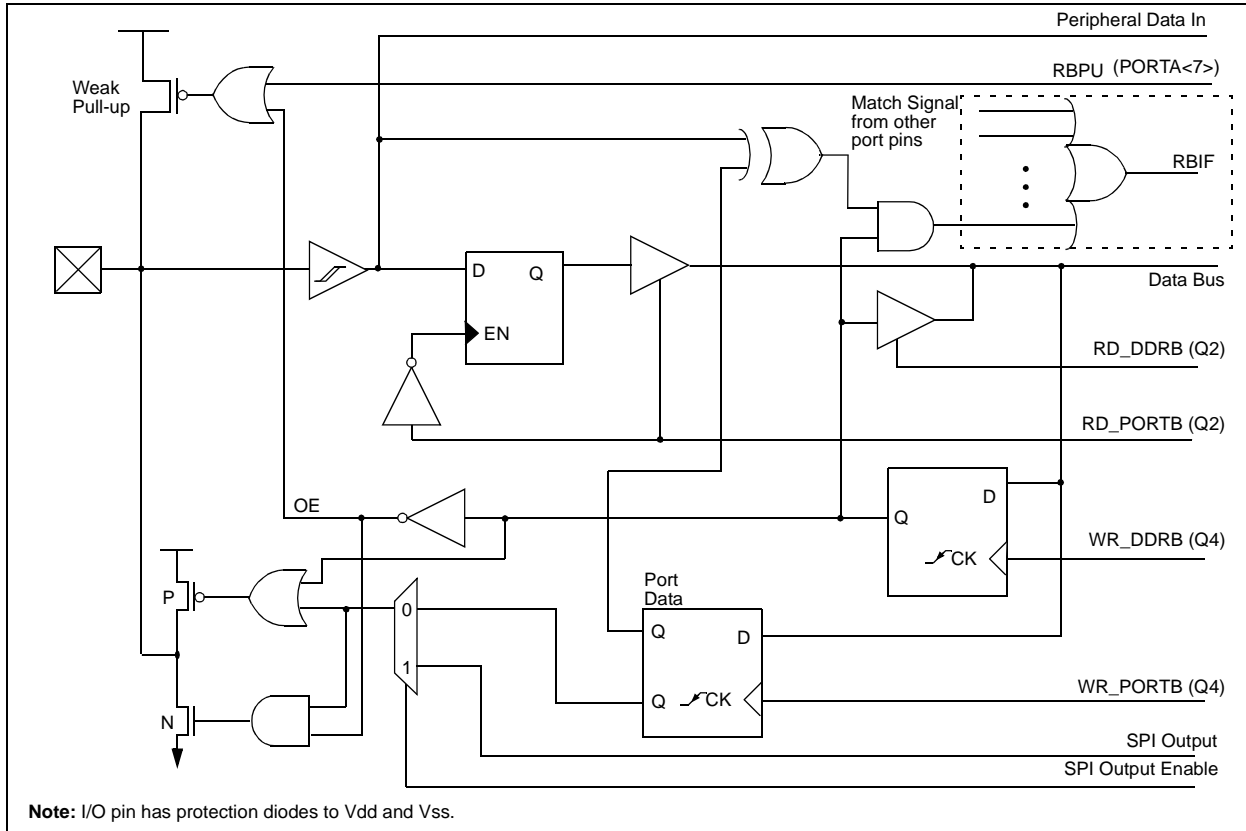 Peripheral Data In
RBPU (PORTA<7>)
Weak
Pull-up
Match Signal
from other
port pins
RBIF
D
Q
EN
Data Bus
RD_DDRB (Q2)
RD_PORTB (Q2)
OE
D
Q
CK
WR_DDRB (Q4)
P
Port
Data
0
Q
D
1
Q
CK
WR_PORTB (Q4)
N
SPI Output
SPI Output Enable
Note: I/O pin has protection diodes to Vdd and Vss.